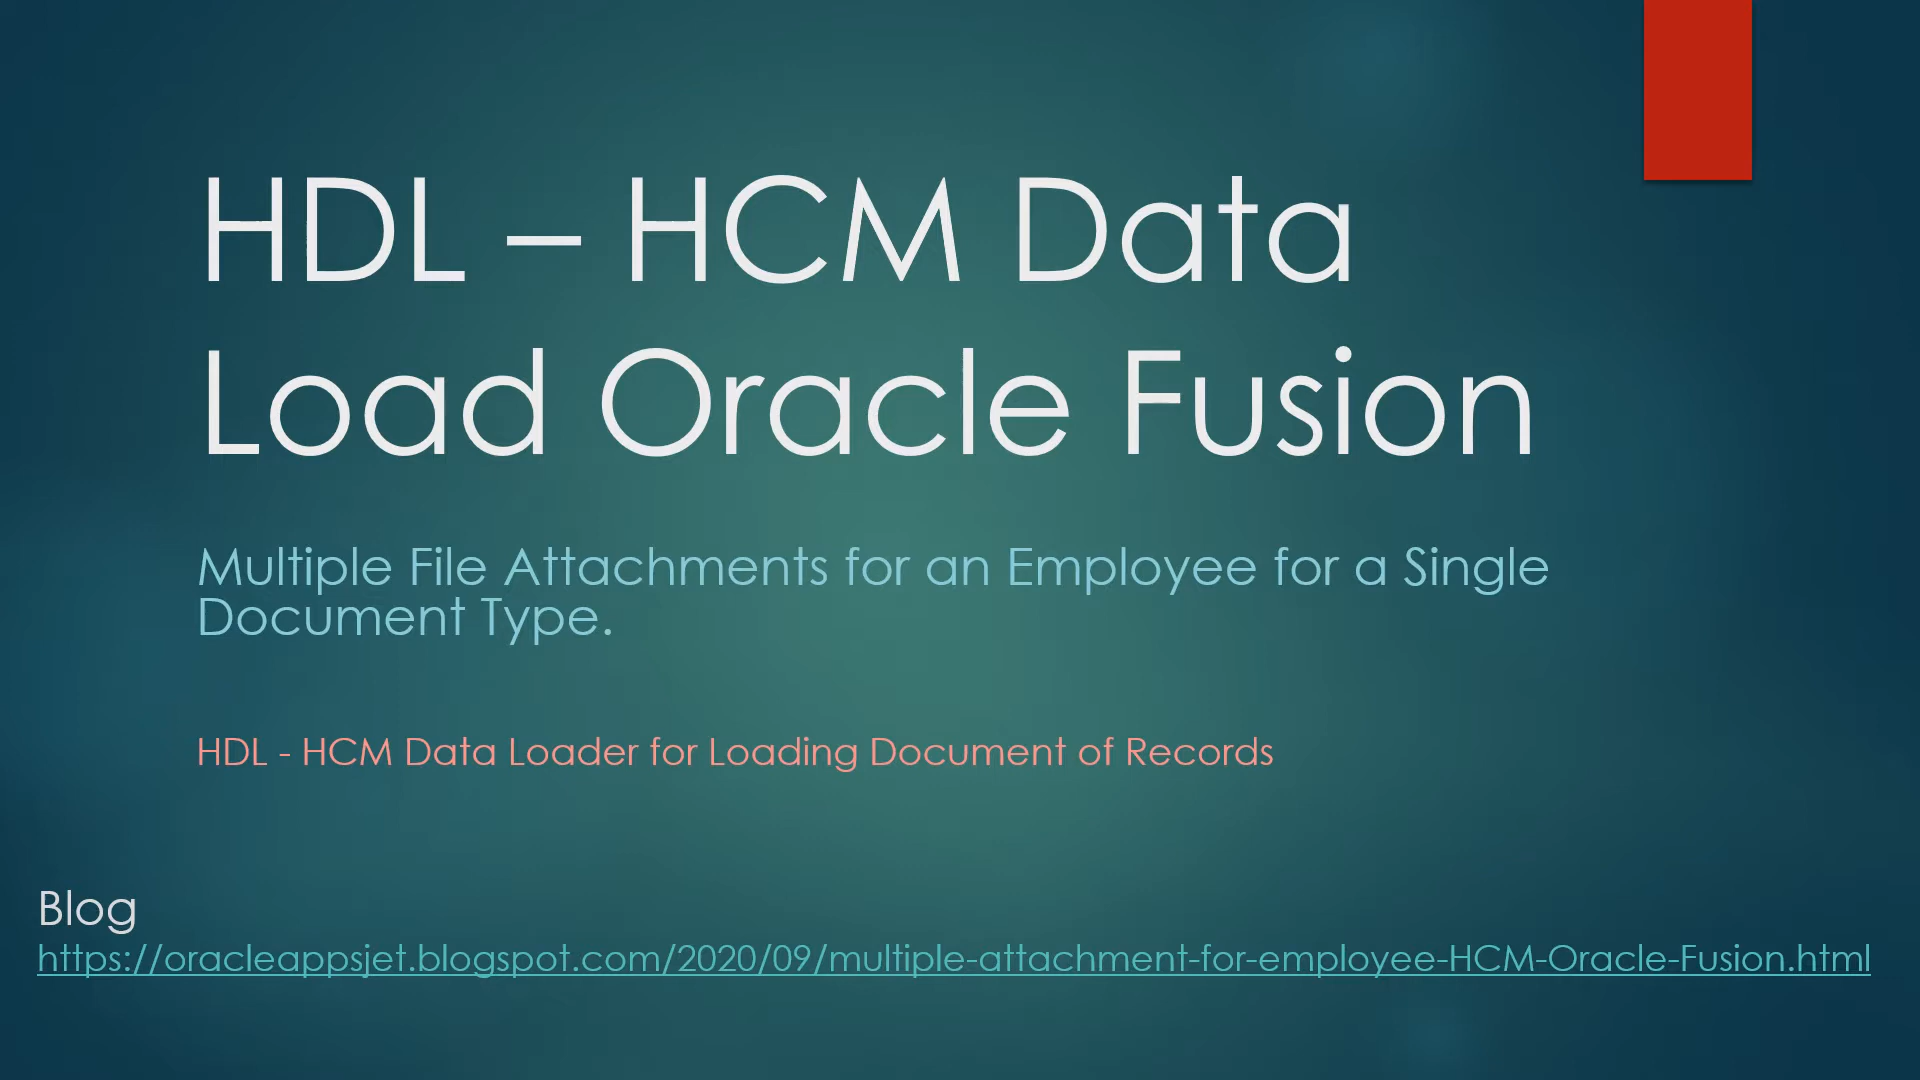 HDL – HCM Data
Load Oracle Fusion
Multiple File Attachments for an Employee for a Single
Document Type.
HDL - HCM Data Loader for Loading Document of Records
Blog
https://oracleappsjet.blogspot.com/2020/09/multiple-attachment-for-employee-HCM-Oracle-Fusion.html